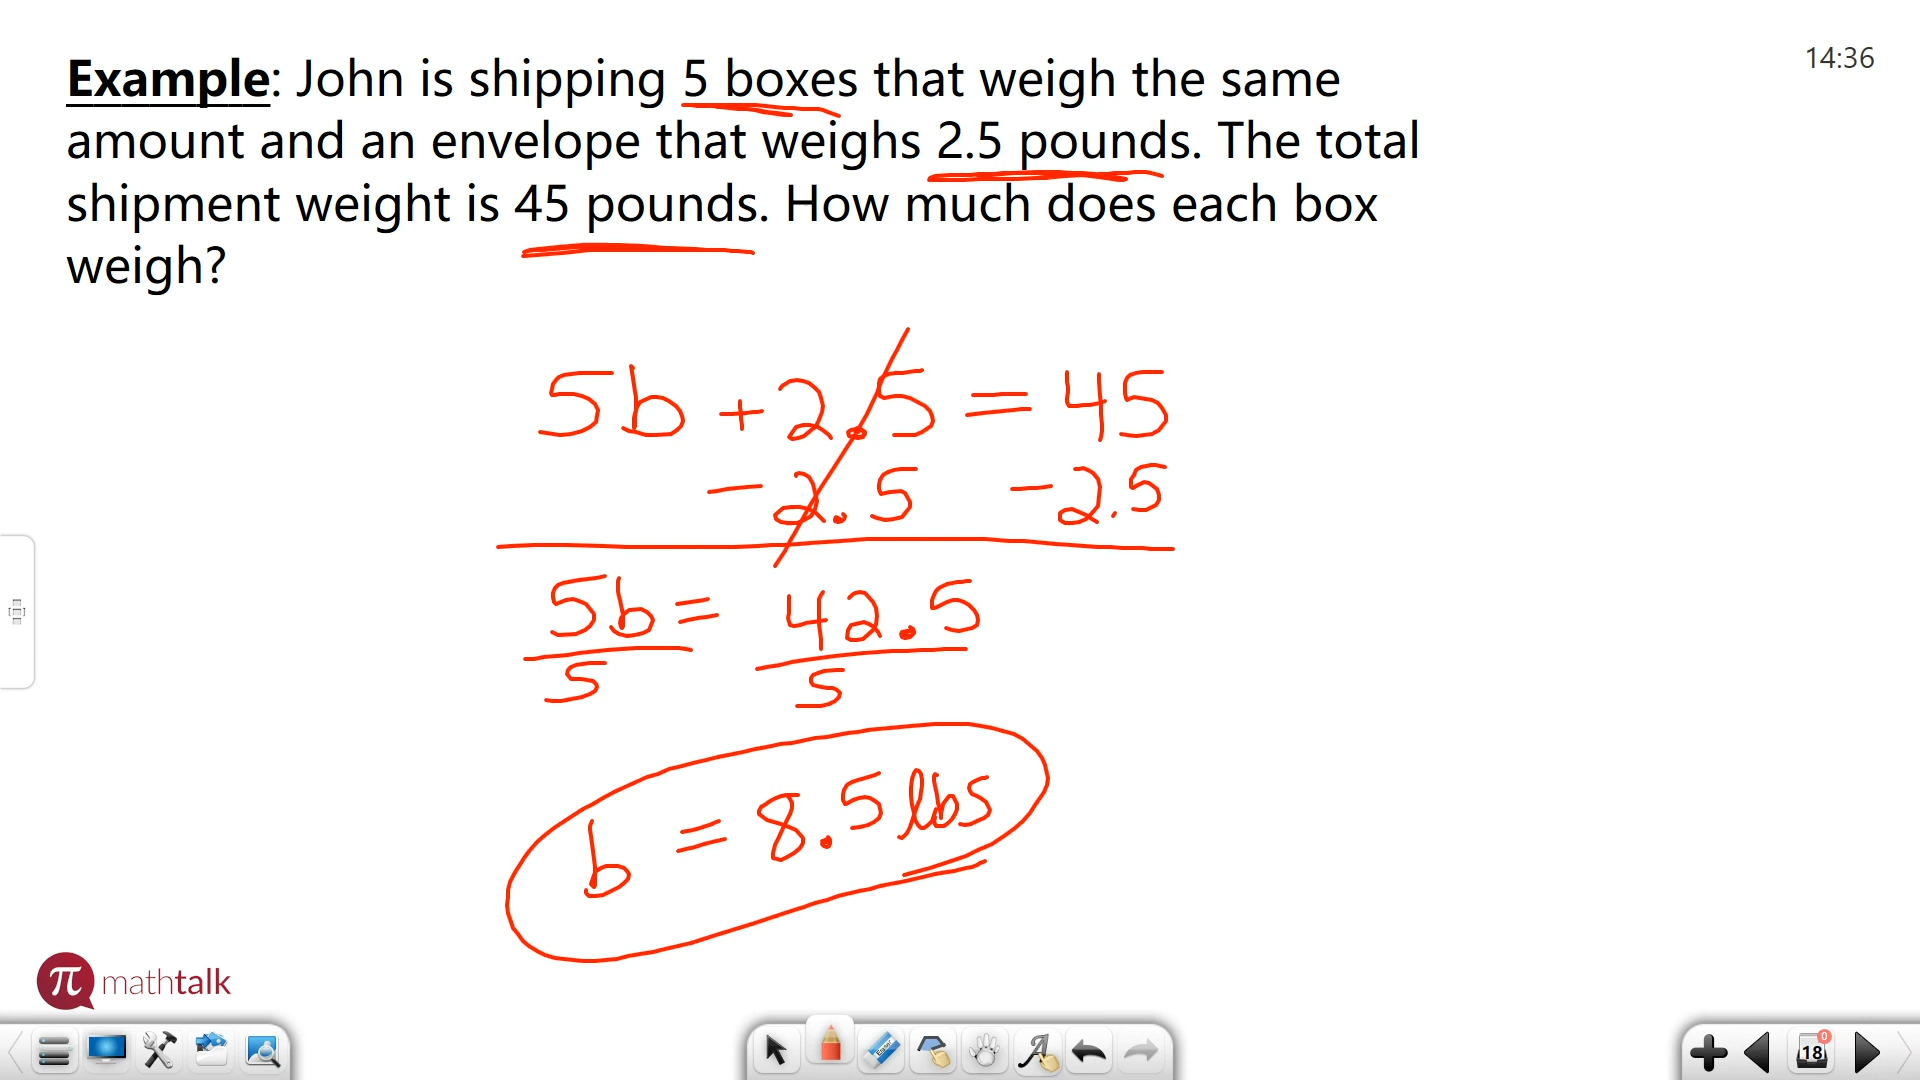 14:36
Example: John is shipping 5 boxes that weigh the same
amount and an envelope that weighs 2.5 pounds. The total
shipment weight is 45 pounds. How much does each box
weigh?
5b + 2.5 = 45
- 2.5 - 2.5
5b = 42.5
5 5
b = 8.5 lbs
π mathtalk
Eraser A 18 0